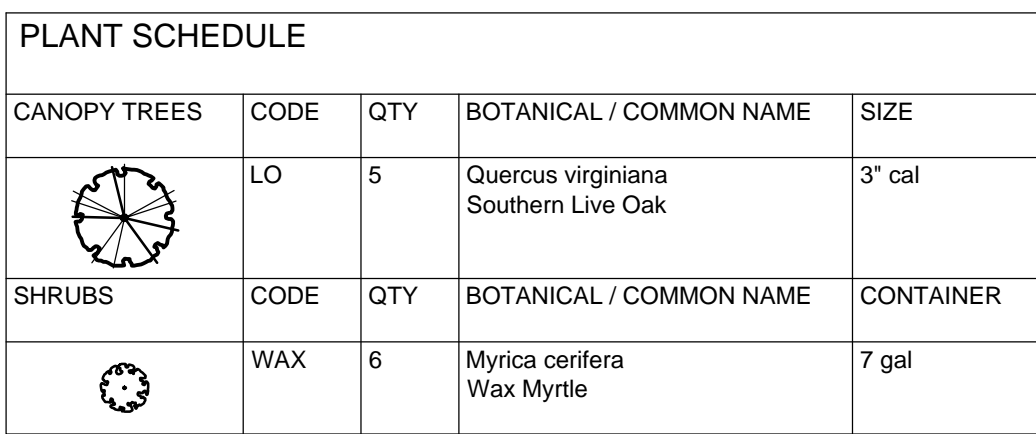 PLANT SCHEDULE
CANOPY TREES CODE QTY BOTANICAL / COMMON NAME SIZE
LO 5 Quercus virginiana 3" cal
Southern Live Oak
SHRUBS CODE QTY BOTANICAL / COMMON NAME CONTAINER
WAX 6 Myrica cerifera 7 gal
Wax Myrtle